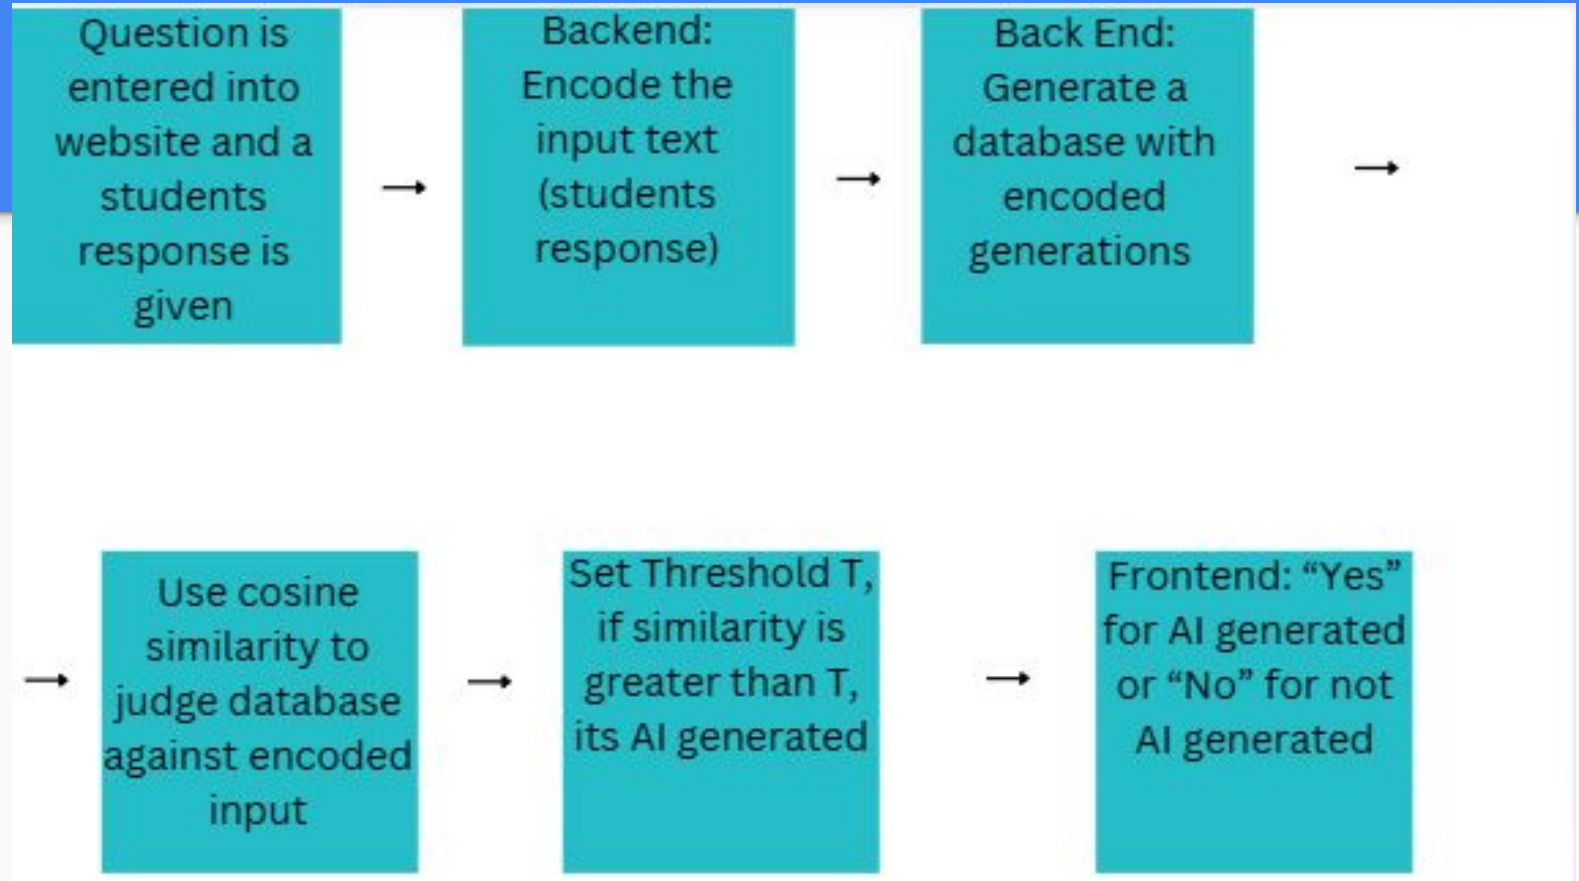 Question is
entered into
website and a
students
response is
given
Backend:
Encode the
input text
(students
response)
Back End:
Generate a
database with
encoded
generations
Use cosine
similarity to
judge database
against encoded
input
Set Threshold T,
if similarity is
greater than T,
its AI generated
Frontend: “Yes”
for AI generated
or “No” for not
AI generated